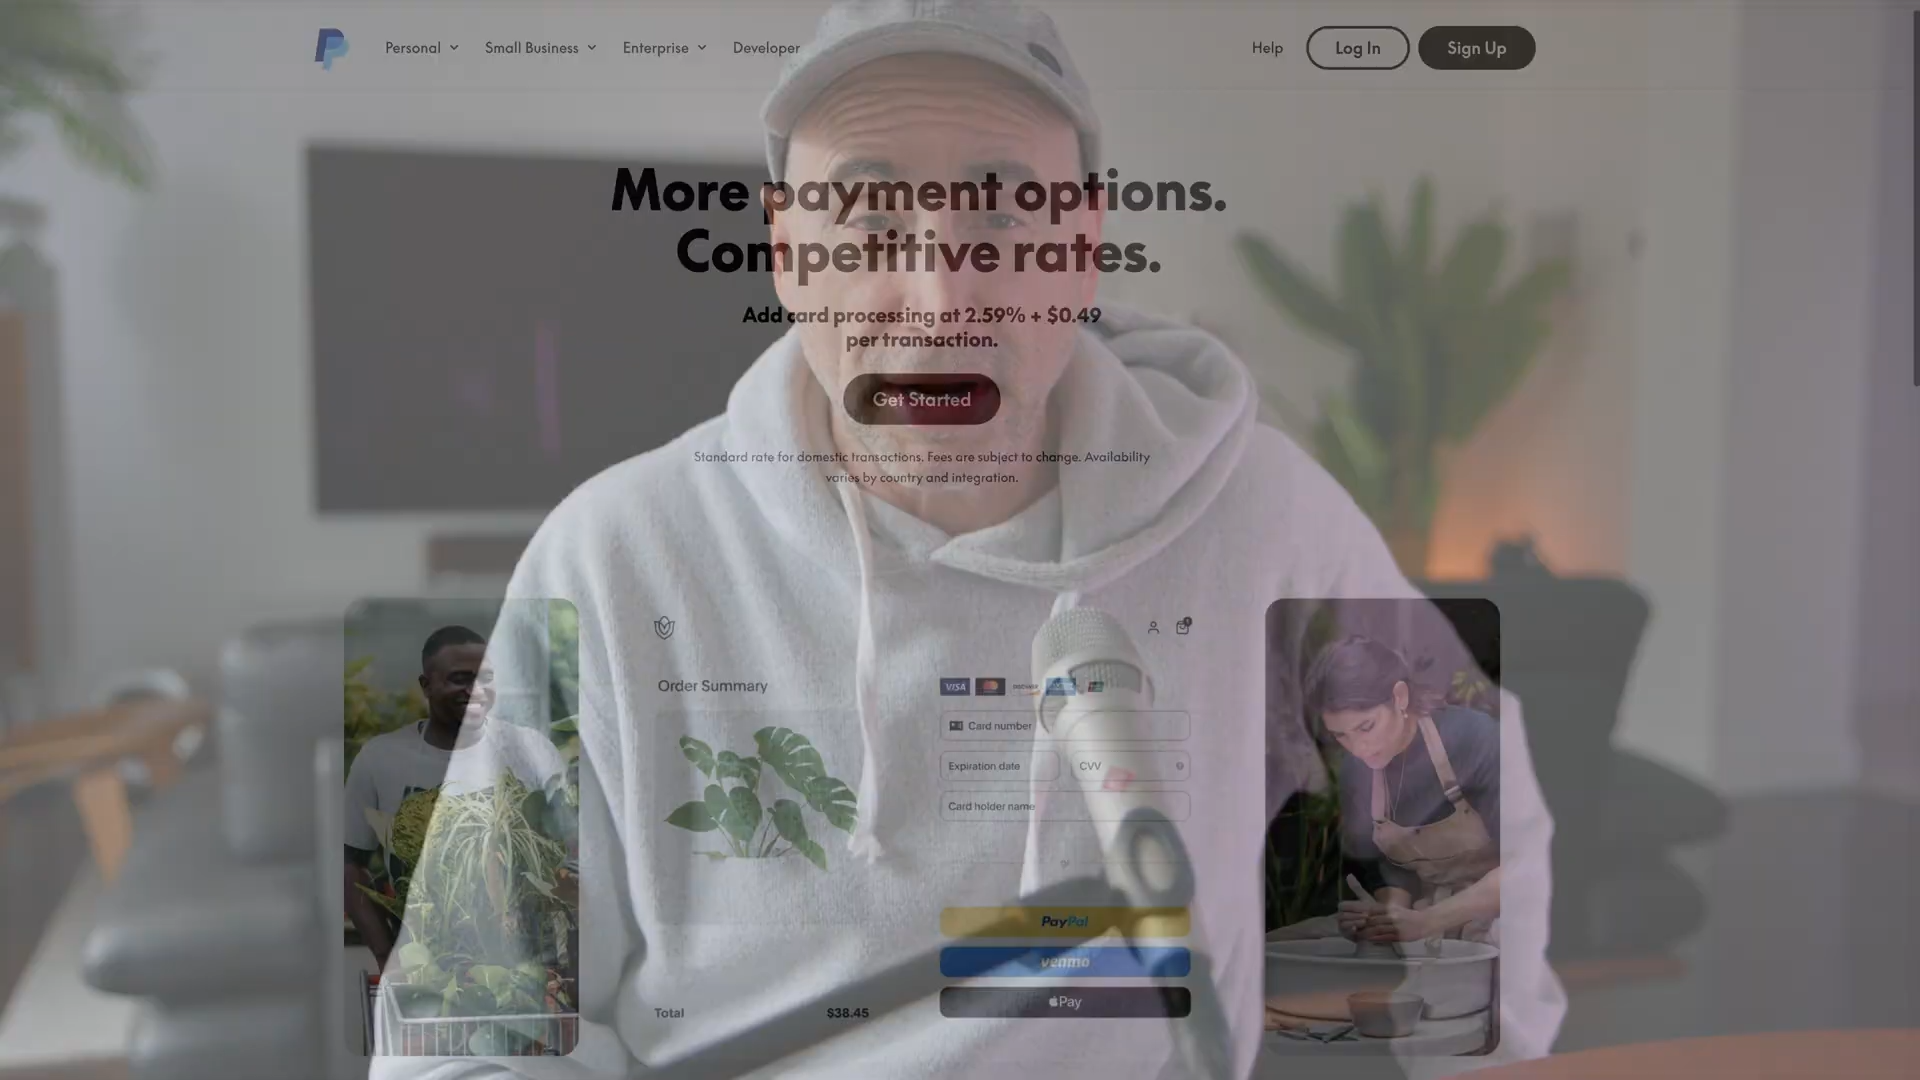 Personal
Small Business
Enterprise
Developer
Help
Log In
Sign Up
More payment options.
Competitive rates.
Add card processing at 2.59% + $0.49
per transaction.
Get Started
Standard rate for domestic transactions. Fees are subject to change. Availability
varies by country and integration.
Order Summary
VISA
DISCOVER
Card number
Expiration date
CVV
Card holder name
or
PayPal
venmo
Pay
Total
$38.45